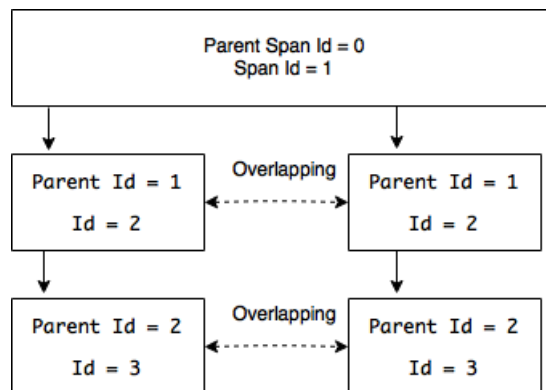 Parent Span Id = 0
Span Id = 1
Overlapping
Parent Id = 1
Id = 2
Parent Id = 1
Id = 2
Overlapping
Parent Id = 2
Id = 3
Parent Id = 2
Id = 3